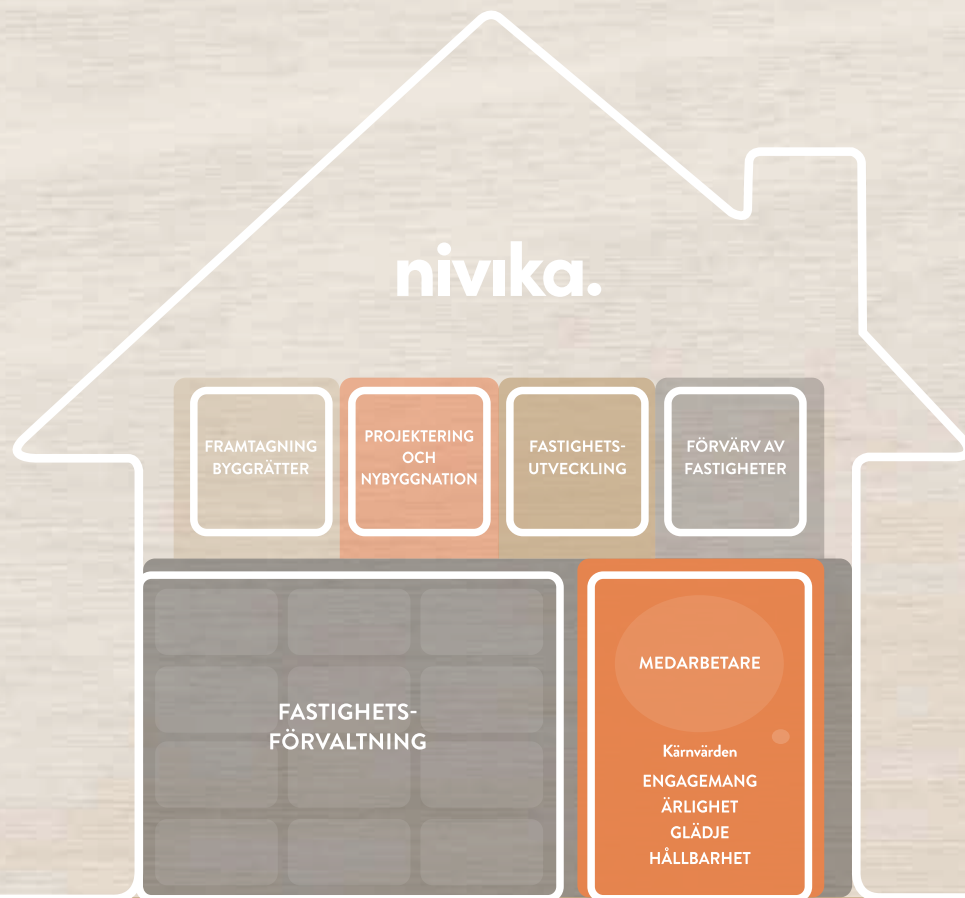 nivika.
FRAMTAGNING
BYGGRÄTTER
PROJEKTERING
OCH
NYBYGGNATION
FASTIGHETS-
UTVECKLING
FÖRVÄRV AV
FASTIGHETER
FASTIGHETS-
FÖRVALTNING
MEDARBETARE
Kärnvärden
ENGAGEMANG
ÄRLIGHET
GLÄDJE
HÅLLBARHET